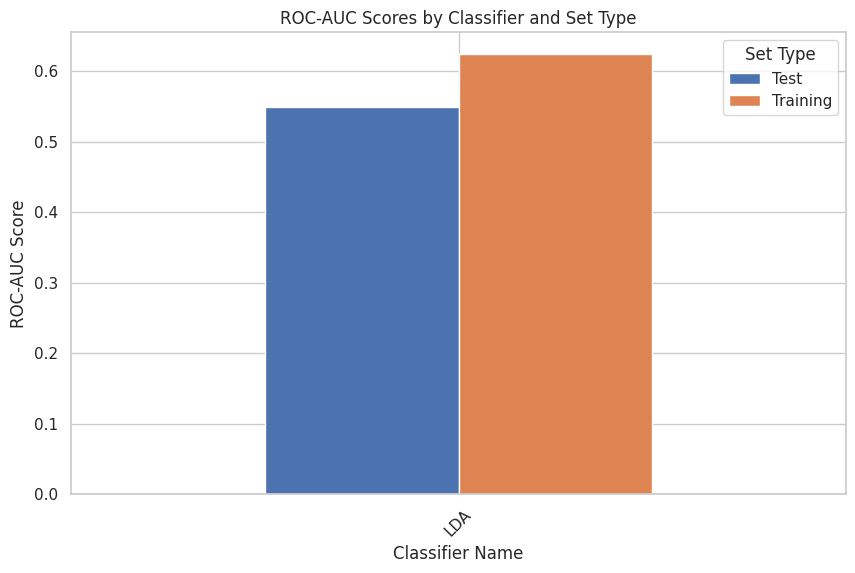 ROC-AUC Scores by Classifier and Set Type
Set Type
Test
Training
ROC-AUC Score
0.6
0.5
0.4
0.3
0.2
0.1
0.0
LDA
Classifier Name